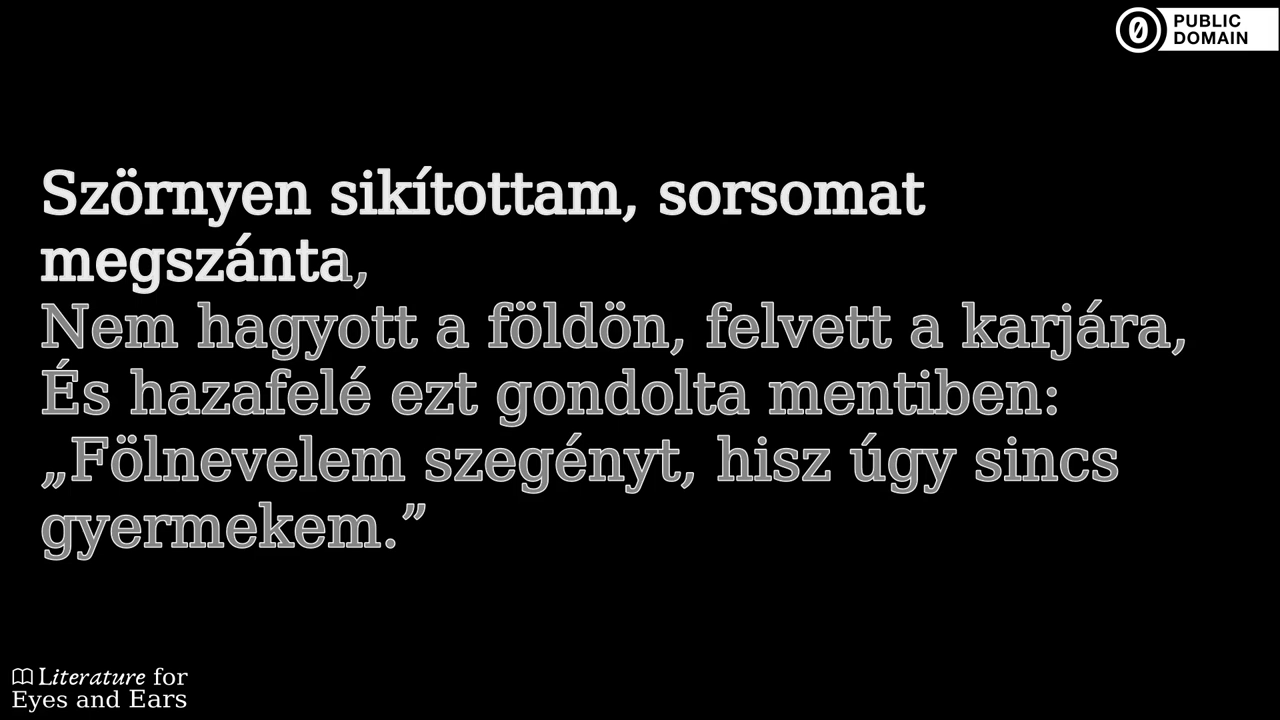 PUBLIC
DOMAIN
Szörnyen sikítottam, sorsomat
megszánta,
Nem hagyott a földön, felvett a karjára,
És hazafelé ezt gondolta mentiben:
„Fölnevelem szegényt, hisz úgy sincs
gyermekem.”
Literature for
Eyes and Ears